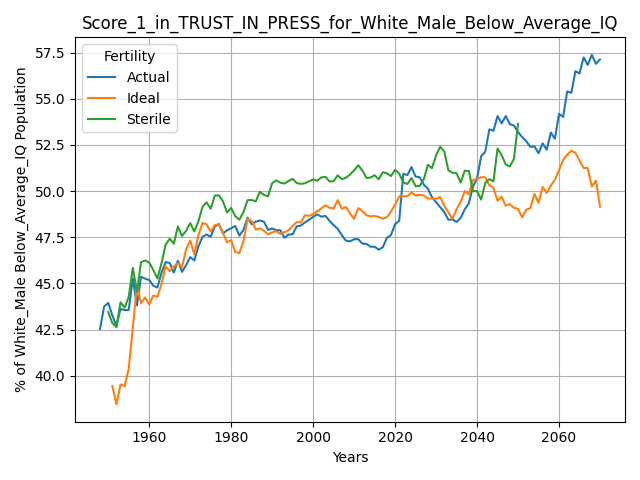 Score_1_in_TRUST_IN_PRESS_for_White_Male_Below_Average_IQ
Fertility
Actual
Ideal
Sterile
% of White_Male Below_Average_IQ Population
57.5
55.0
52.5
50.0
47.5
45.0
42.5
40.0
1960
1980
2000
2020
2040
2060
Years